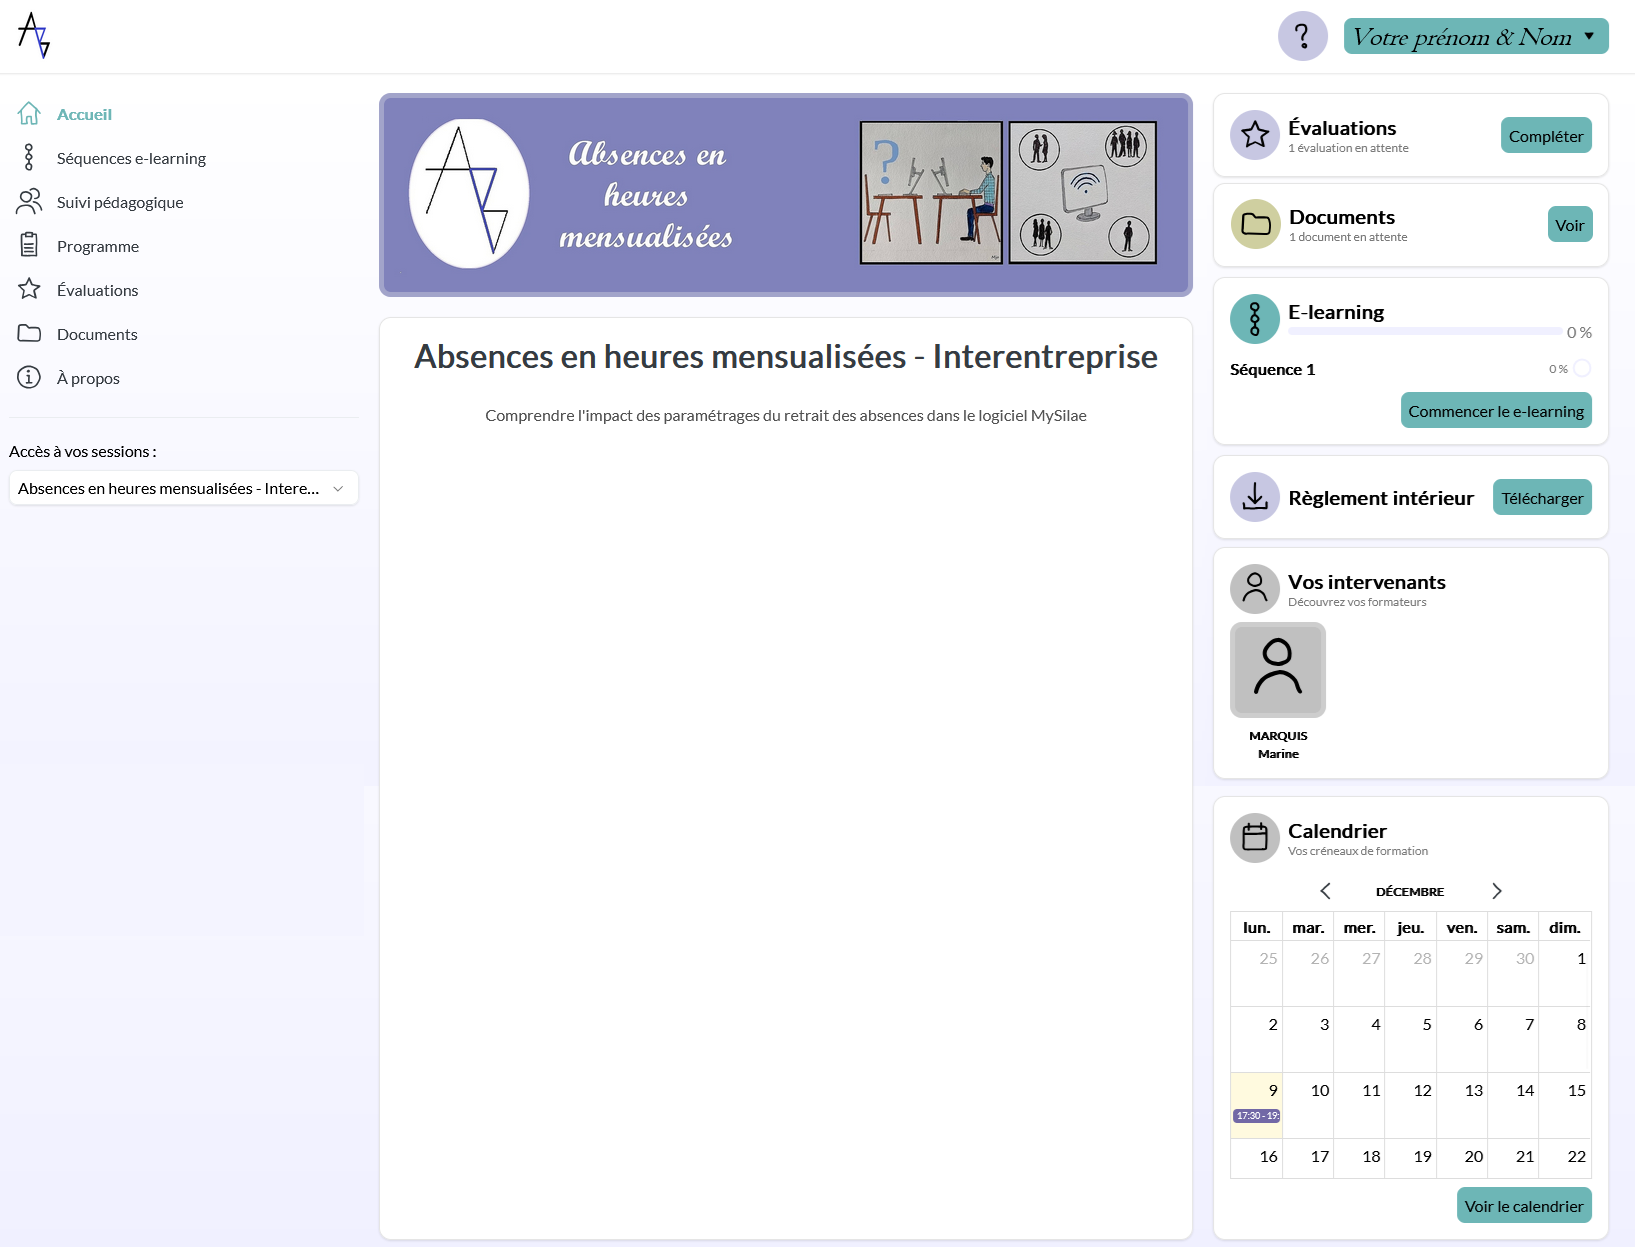 ?
Votre prénom & Nom
Accueil
Séquences e-learning
Suivi pédagogique
Programme
Évaluations
Documents
À propos
Accès à vos sessions :
Absences en heures mensualisées - Intere...
Absences en
heures
mensualisées
?
Absences en heures mensualisées - Interentreprise
Comprendre l'impact des paramétrages du retrait des absences dans le logiciel MySilae
Évaluations
1 évaluation en attente
Compléter
Documents
1 document en attente
Voir
E-learning
0 %
Séquence 1
0 %
Commencer le e-learning
Règlement intérieur
Télécharger
Vos intervenants
Découvrez vos formateurs
MARQUIS
Marine
Calendrier
Vos créneaux de formation
DÉCEMBRE
lun. mar. mer. jeu. ven. sam. dim.
25 26 27 28 29 30 1
2 3 4 5 6 7 8
9 10 11 12 13 14 15
17:30 - 19:
16 17 18 19 20 21 22
Voir le calendrier